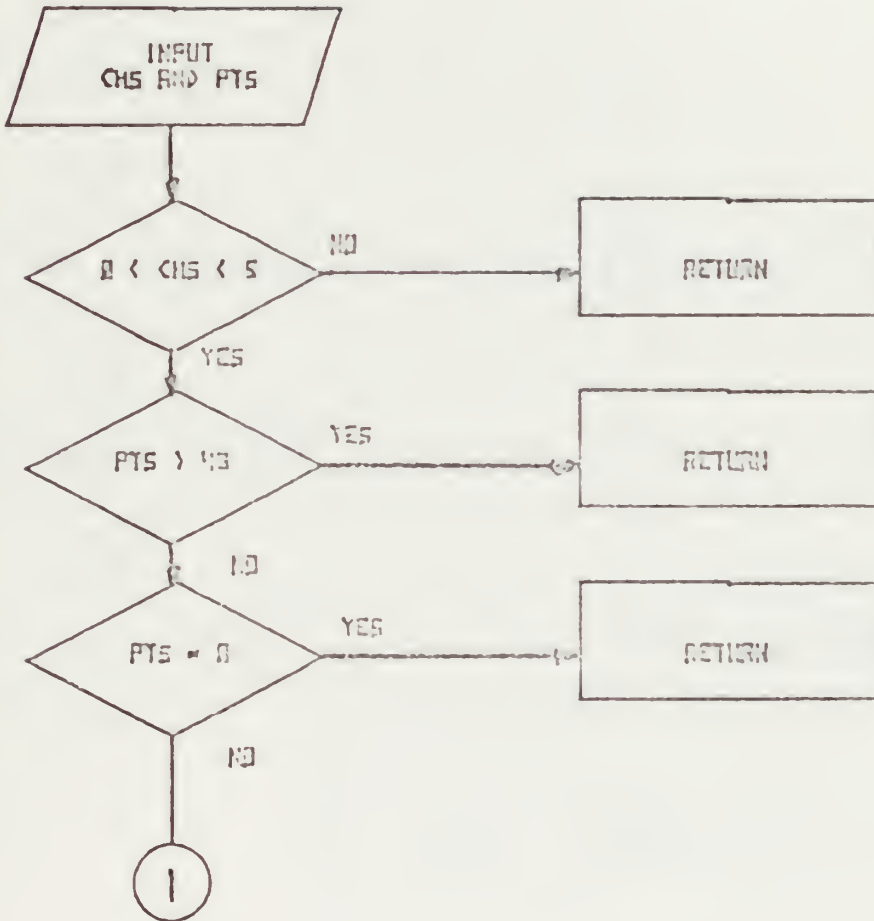 INPUT
CHS AND PTS
0 < CHS < 5
NO
RETURN
YES
PTS >
YES
RETURN
NO
PTS = 0
YES
RETURN
NO
1